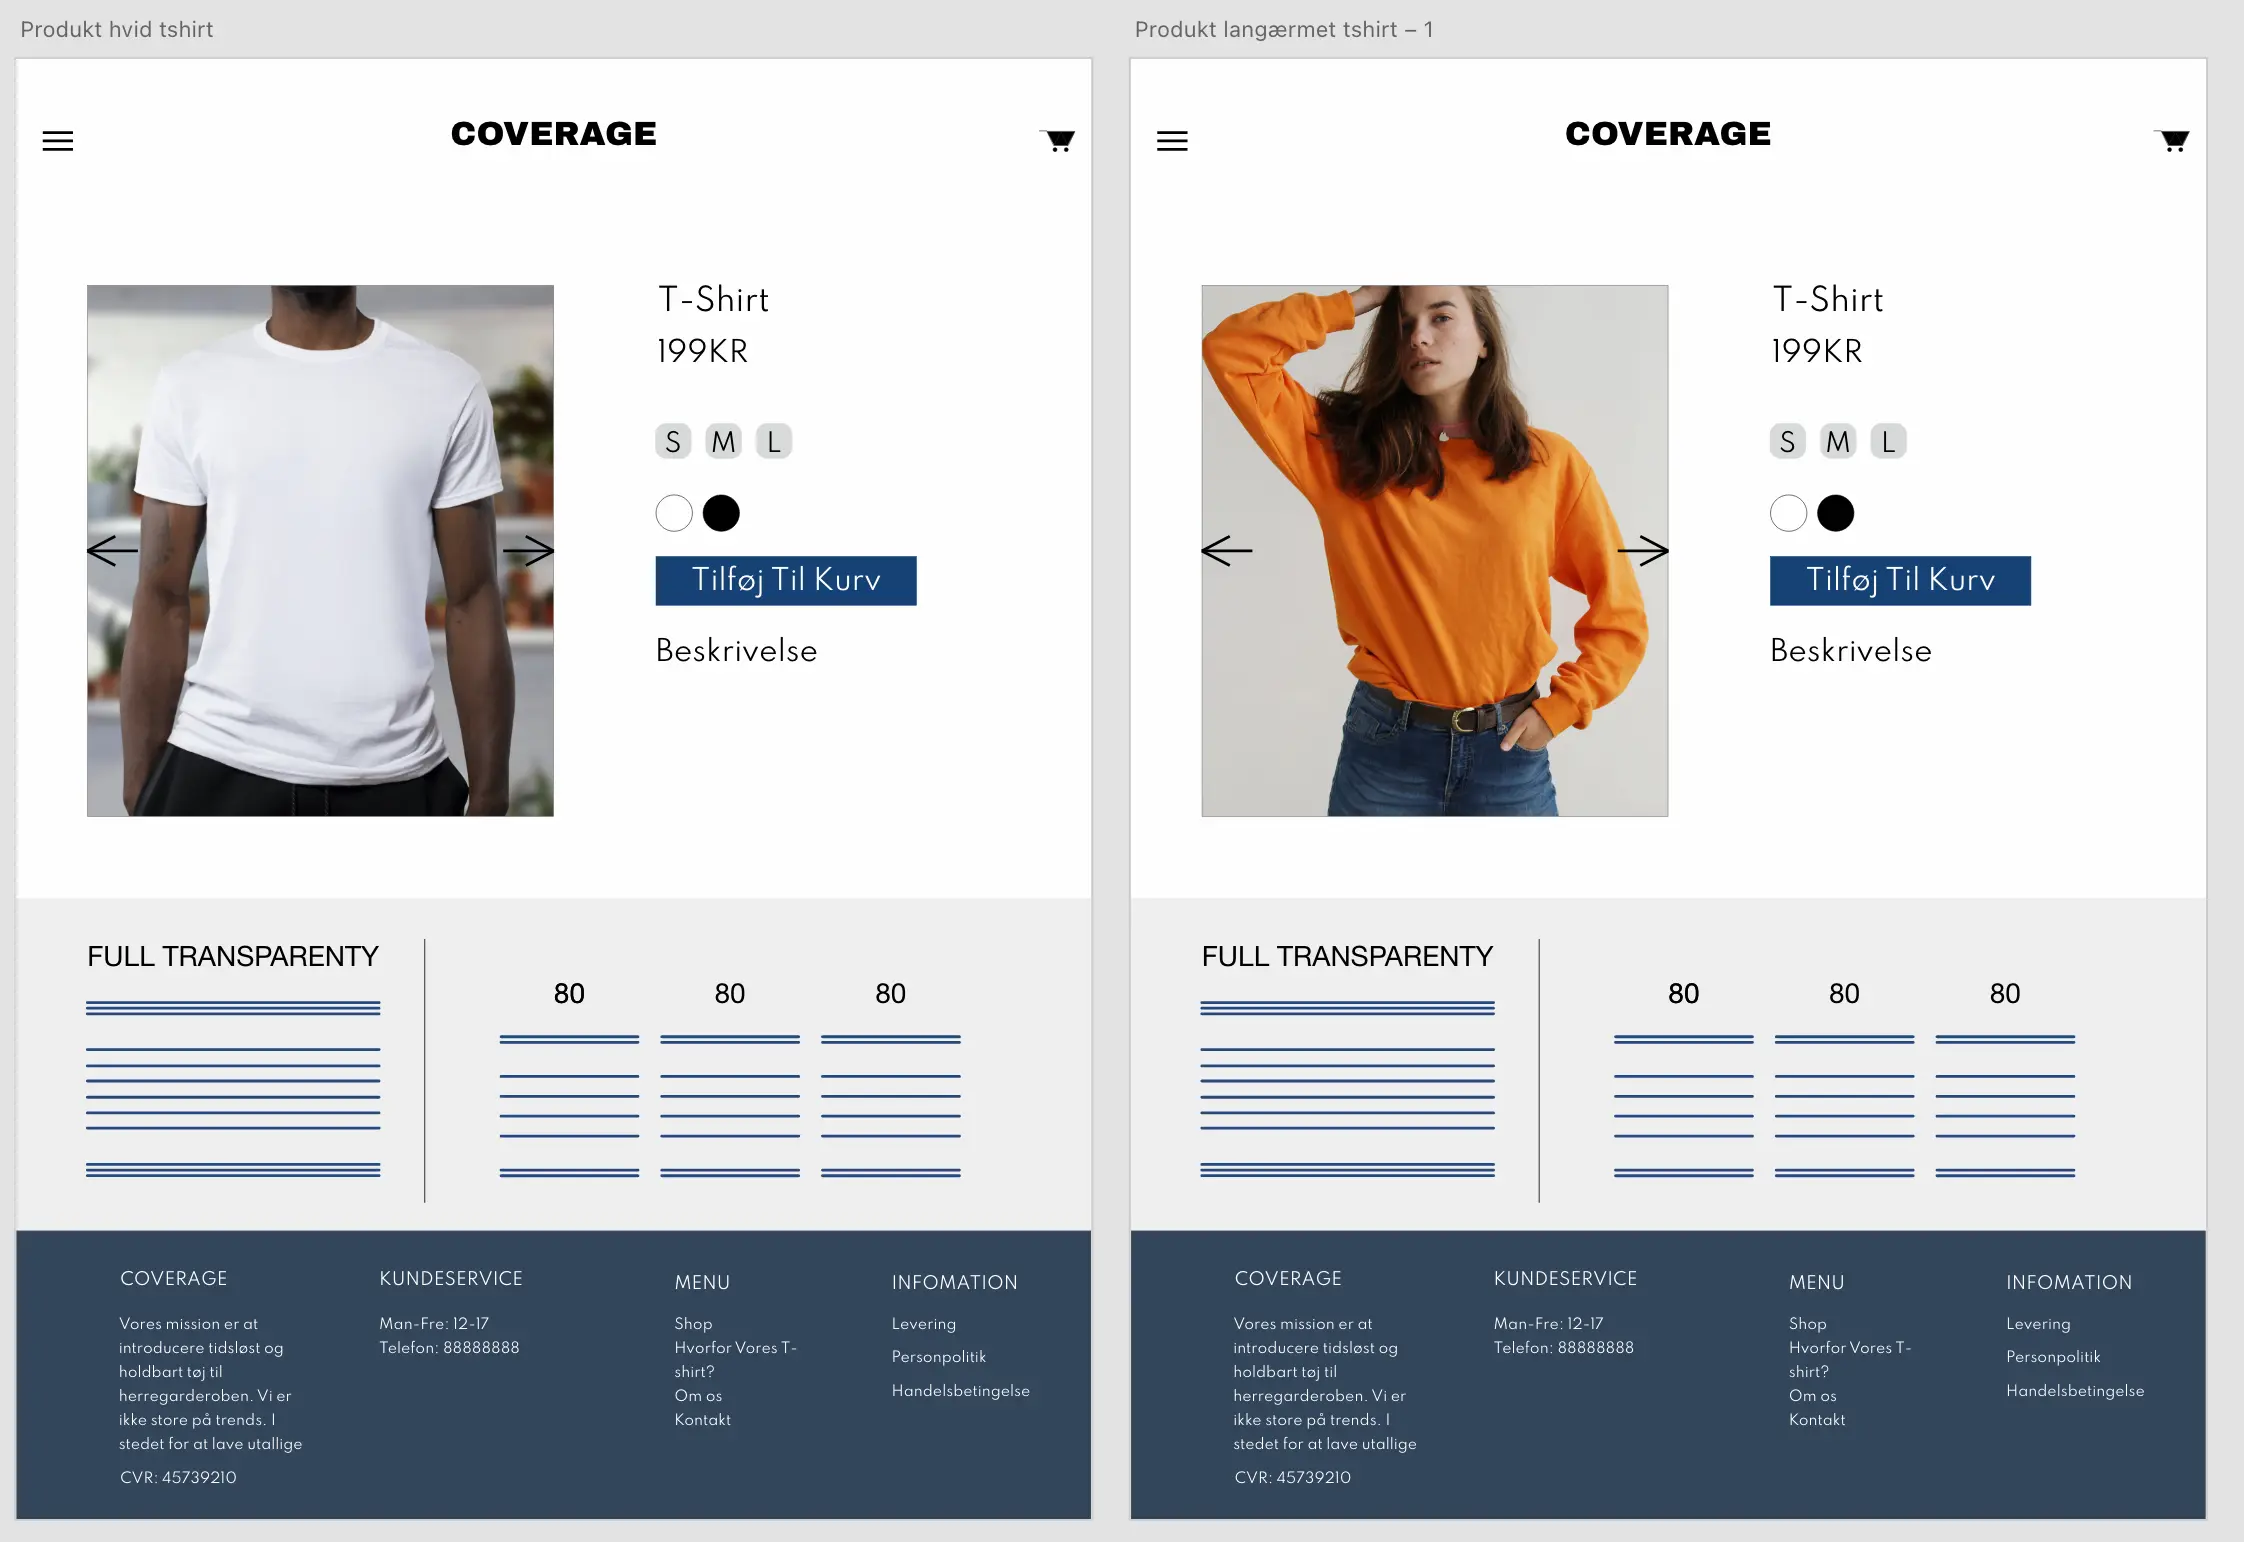 Produkt hvid tshirt
COVERAGE
T-Shirt
199KR
S M L
Tilføj Til Kurv
Beskrivelse
FULL TRANSPARENTY
80 80 80
COVERAGE
Vores mission er at
introducere tidsløst og
holdbart tøj til
herregarderoben. Vi er
ikke store på trends. I
stedet for at lave utallige
CVR: 45739210
KUNDESERVICE
Man-Fre: 12-17
Telefon: 88888888
MENU
Shop
Hvorfor Vores T-
shirt?
Om os
Kontakt
INFOMATION
Levering
Personpolitik
Handelsbetingelse
Produkt langærmet tshirt – 1
COVERAGE
T-Shirt
199KR
S M L
Tilføj Til Kurv
Beskrivelse
FULL TRANSPARENTY
80 80 80
COVERAGE
Vores mission er at
introducere tidsløst og
holdbart tøj til
herregarderoben. Vi er
ikke store på trends. I
stedet for at lave utallige
CVR: 45739210
KUNDESERVICE
Man-Fre: 12-17
Telefon: 88888888
MENU
Shop
Hvorfor Vores T-
shirt?
Om os
Kontakt
INFOMATION
Levering
Personpolitik
Handelsbetingelse